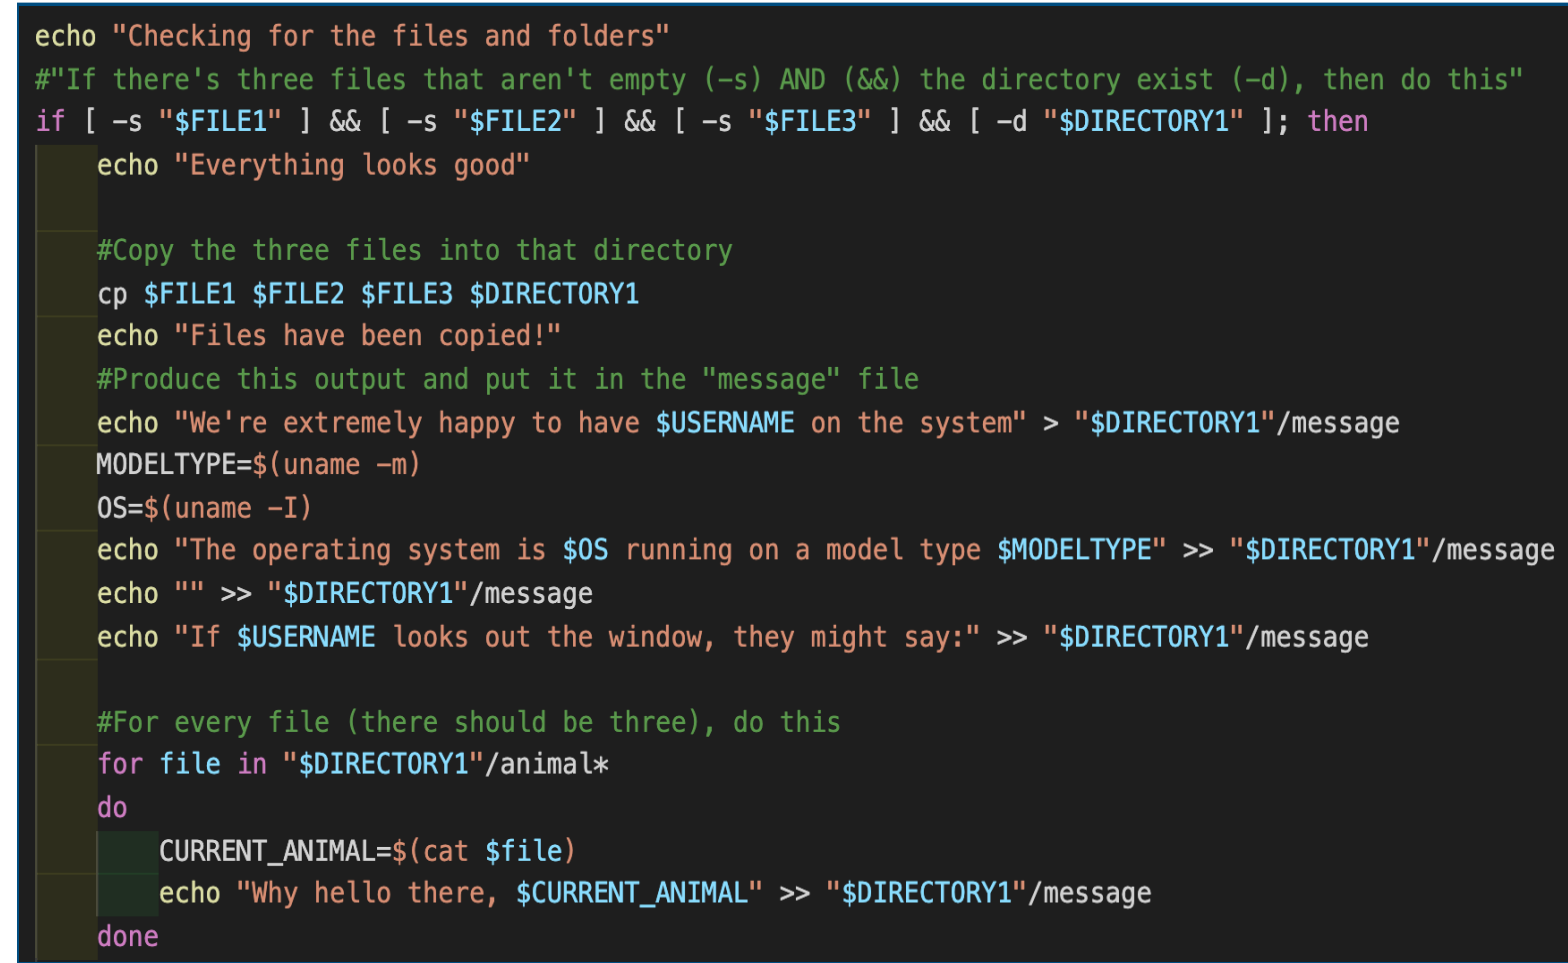 echo "Checking for the files and folders"
#"If there's three files that aren't empty (-s) AND (&&) the directory exist (-d), then do this"
if [ -s "$FILE1" ] && [ -s "$FILE2" ] && [ -s "$FILE3" ] && [ -d "$DIRECTORY1" ]; then
echo "Everything looks good"
#Copy the three files into that directory
cp $FILE1 $FILE2 $FILE3 $DIRECTORY1
echo "Files have been copied!"
#Produce this output and put it in the "message" file
echo "We're extremely happy to have $USERNAME on the system" > "$DIRECTORY1"/message
MODELTYPE=$(uname -m)
OS=$(uname -I)
echo "The operating system is $OS running on a model type $MODELTYPE" >> "$DIRECTORY1"/message
echo "" >> "$DIRECTORY1"/message
echo "If $USERNAME looks out the window, they might say:" >> "$DIRECTORY1"/message
#For every file (there should be three), do this
for file in "$DIRECTORY1"/animal*
do
CURRENT_ANIMAL=$(cat $file)
echo "Why hello there, $CURRENT_ANIMAL" >> "$DIRECTORY1"/message
done